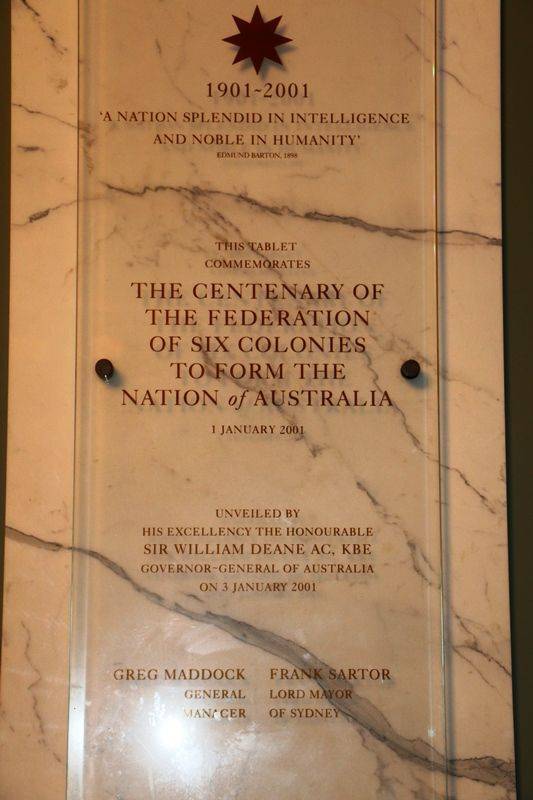 1901~2001
'A NATION SPLENDID IN INTELLIGENCE
AND NOBLE IN HUMANITY'
EDMUND BARTON, 1898
THIS TABLET
COMMEMORATES
THE CENTENARY OF
THE FEDERATION
OF SIX COLONIES
TO FORM THE
NATION of AUSTRALIA
1 JANUARY 2001
UNVEILED BY
HIS EXCELLENCY THE HONOURABLE
SIR WILLIAM DEANE AC, KBE
GOVERNOR-GENERAL OF AUSTRALIA
ON 3 JANUARY 2001
GREG MADDOCK
GENERAL
MANAGER
FRANK SARTOR
LORD MAYOR
OF SYDNEY